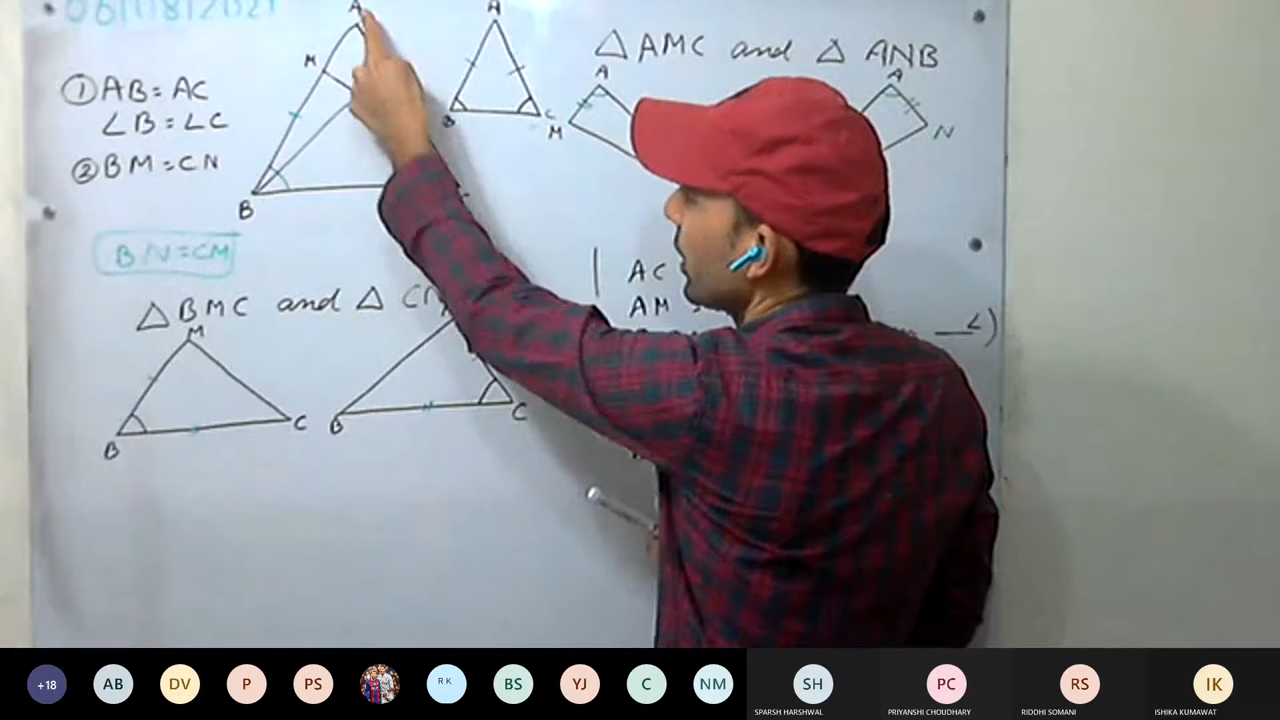 A
M
B
A
B
C
① AB = AC
∠B = ∠C
② BM = CN
BN = CM
△ AMC and △ ANB
A
M
A
N
AC
AM
∠)
△ BMC and △
M
B
C
B
C
+18
AB
DV
P
PS
RK
BS
YJ
C
NM
SH
PC
RS
IK
SPARSH HARSHWAL
PRIYANSHI CHOUDHARY
RIDDHI SOMANI
ISHIKA KUMAWAT